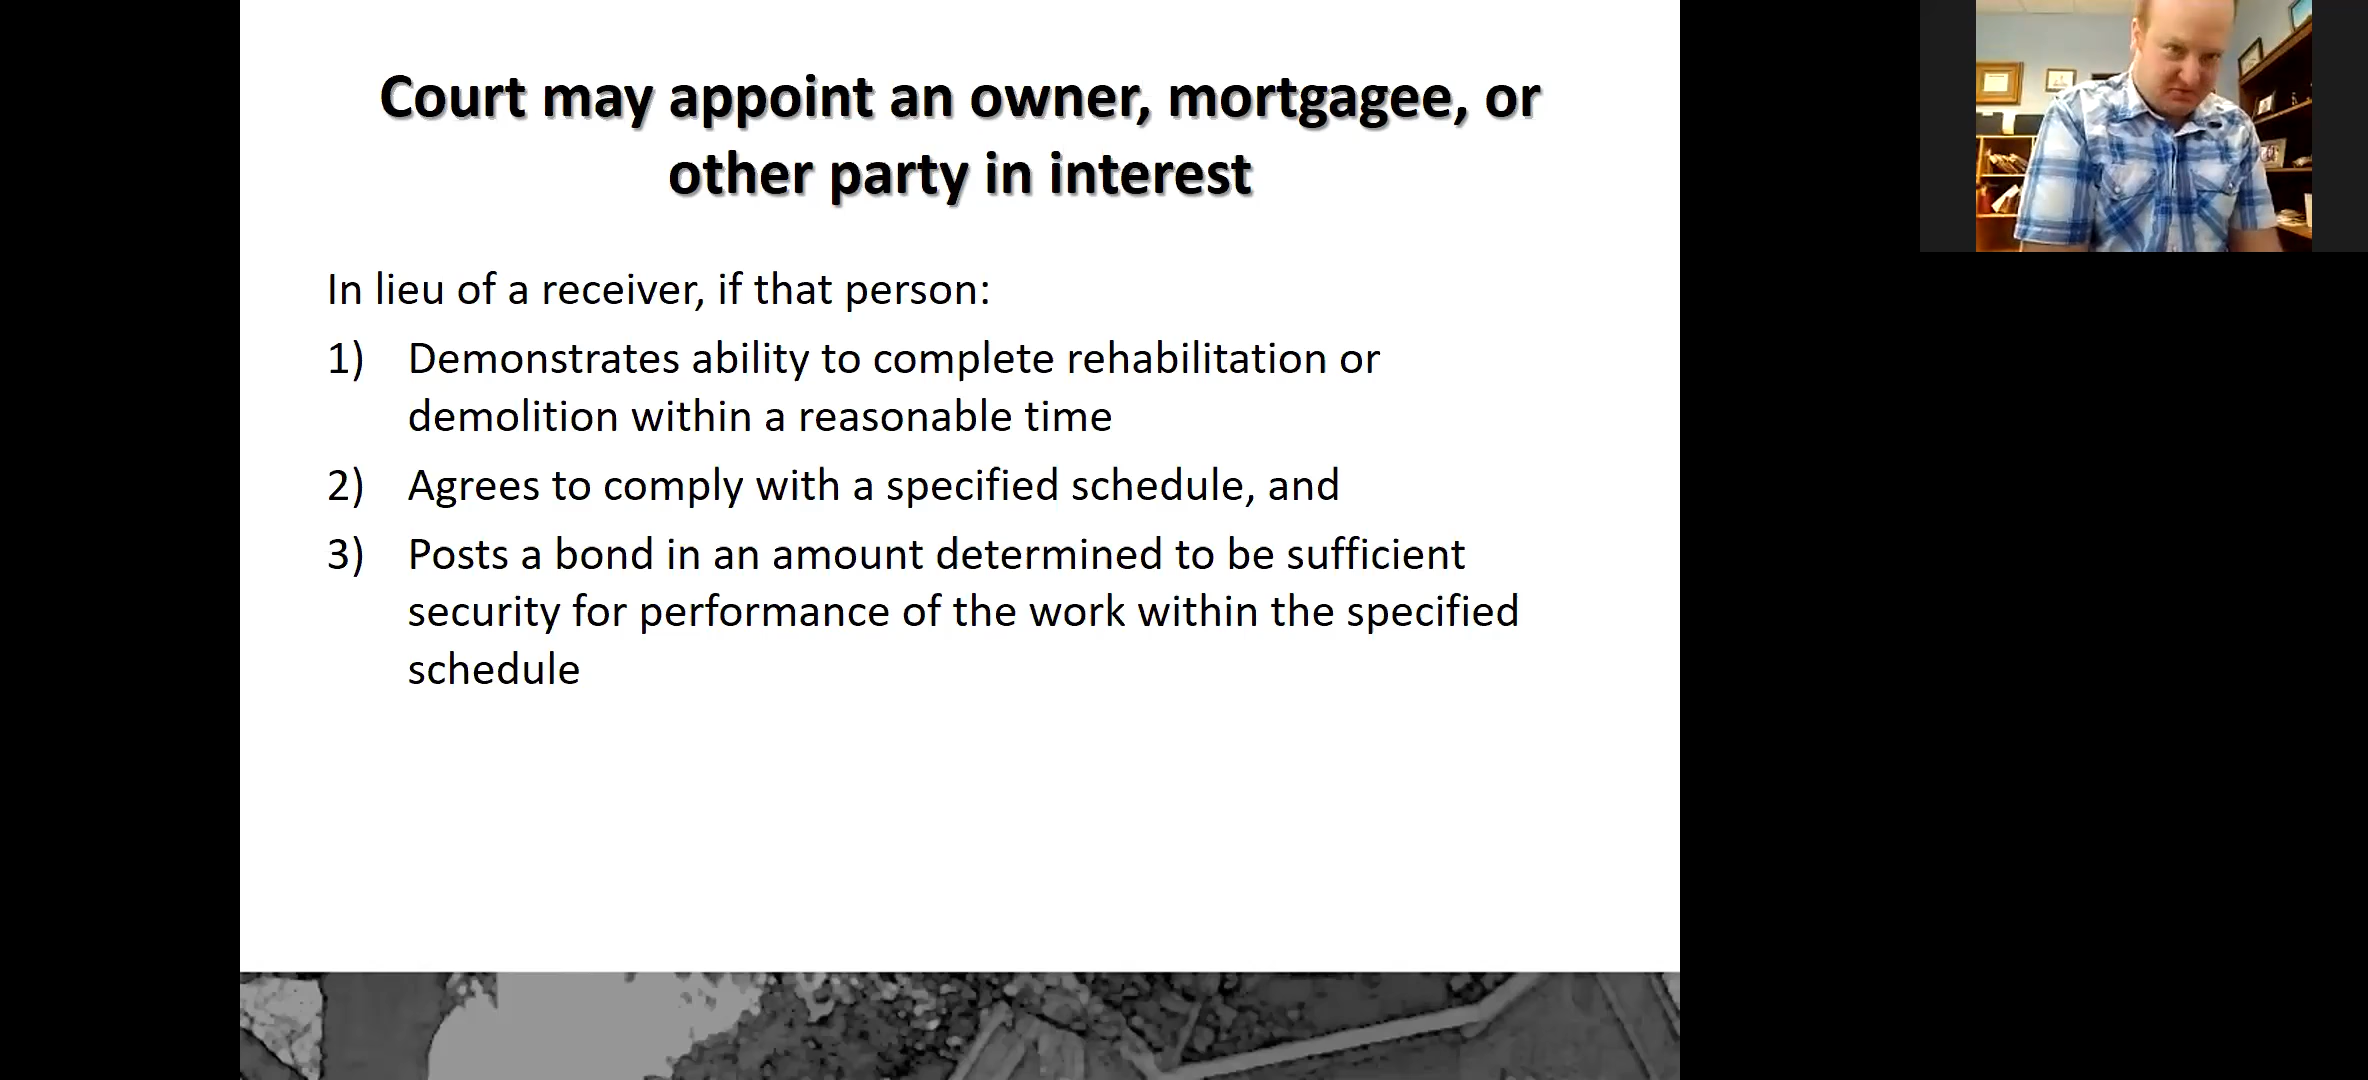 Court may appoint an owner, mortgagee, or
other party in interest
In lieu of a receiver, if that person:
1) Demonstrates ability to complete rehabilitation or
demolition within a reasonable time
2) Agrees to comply with a specified schedule, and
3) Posts a bond in an amount determined to be sufficient
security for performance of the work within the specified
schedule